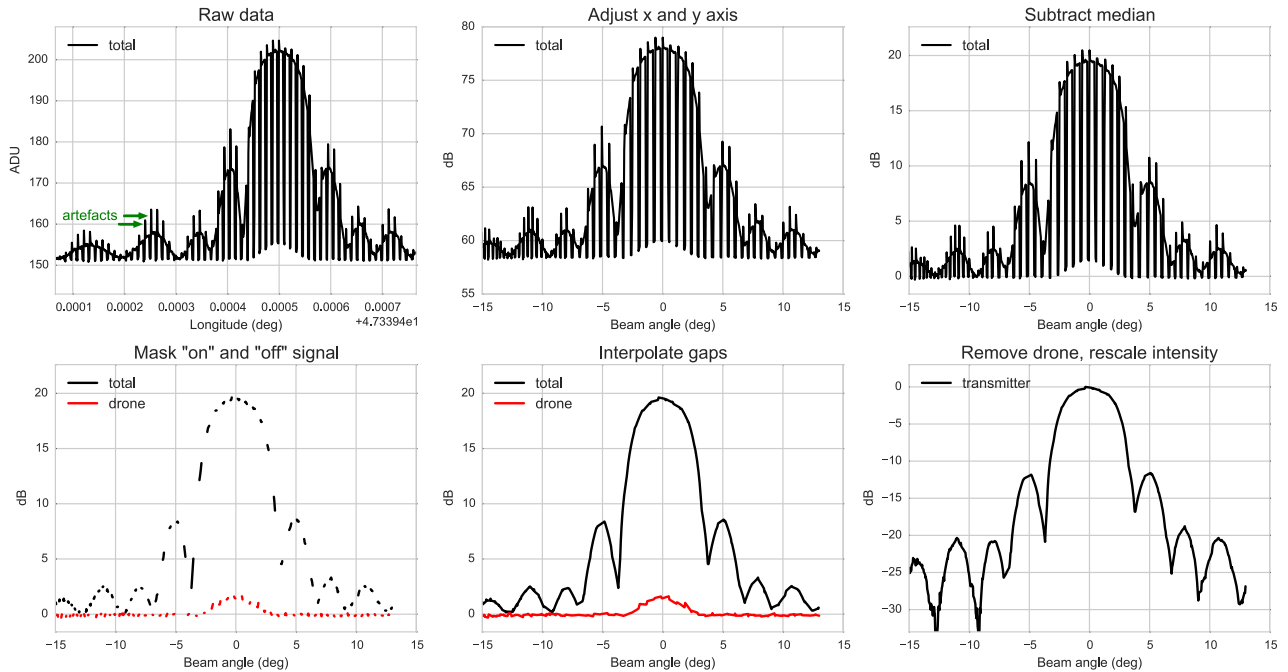 Raw data
total
artefacts
ADU
200
190
180
170
160
150
0.0001 0.0002 0.0003 0.0004 0.0005 0.0006 0.0007
Longitude (deg)
+4.73394e1
Adjust x and y axis
total
dB
80
75
70
65
60
55
−15 −10 −5 0 5 10 15
Beam angle (deg)
Subtract median
total
dB
20
15
10
5
0
−15 −10 −5 0 5 10 15
Beam angle (deg)
Mask "on" and "off" signal
total
drone
dB
20
15
10
5
0
−15 −10 −5 0 5 10 15
Beam angle (deg)
Interpolate gaps
total
drone
dB
20
15
10
5
0
−15 −10 −5 0 5 10 15
Beam angle (deg)
Remove drone, rescale intensity
transmitter
dB
0
−5
−10
−15
−20
−25
−30
−15 −10 −5 0 5 10 15
Beam angle (deg)